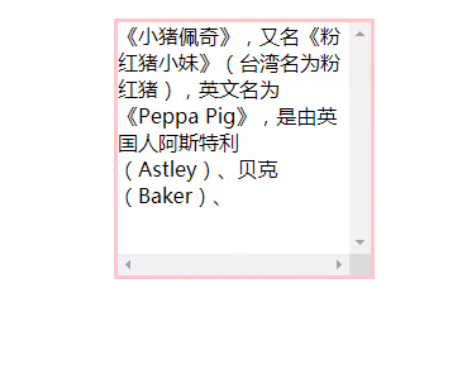 《小猪佩奇》，又名《粉
红猪小妹》（台湾名为粉
红猪），英文名为
《Peppa Pig》，是由英
国人阿斯特利
（Astley）、贝克
（Baker）、